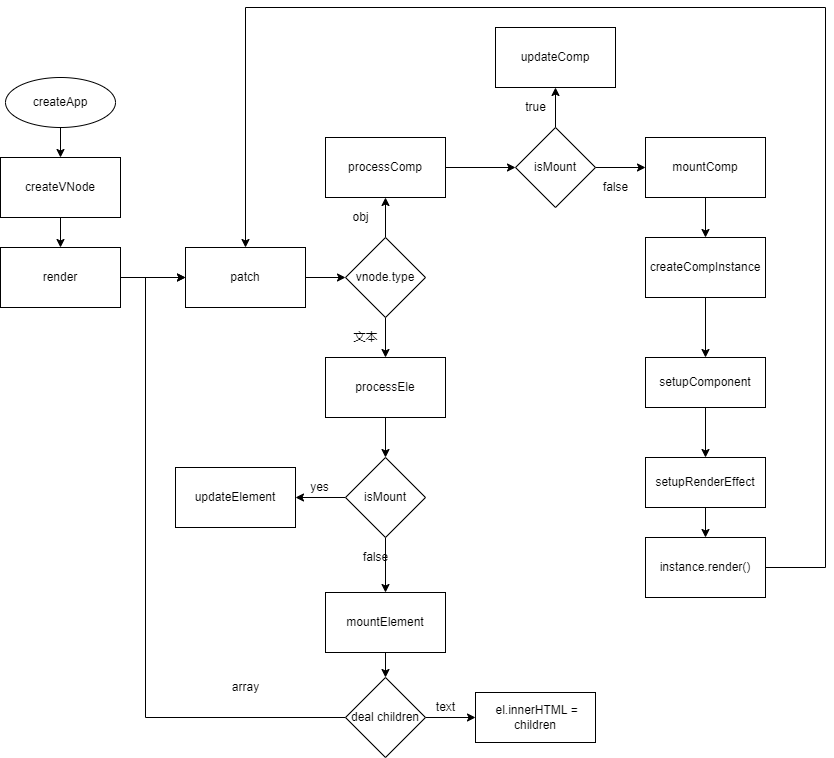 updateComp
createApp
true
processComp
isMount
mountComp
createVNode
false
obj
render
patch
vnode.type
createCompInstance
文本
processEle
setupComponent
updateElement
yes
isMount
setupRenderEffect
false
instance.render()
mountElement
array
deal children
text
el.innerHTML =
children